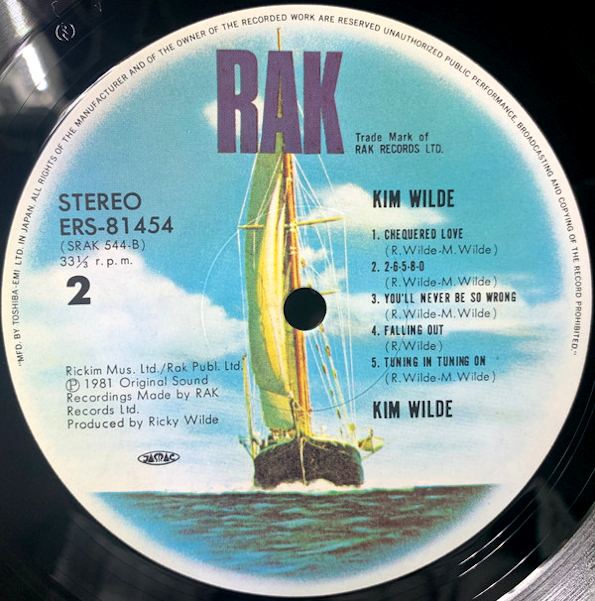 "MFD. BY TOSHIBA-EMI LTD. IN JAPAN. ALL RIGHTS OF THE MANUFACTURER AND OF THE OWNER OF THE RECORDED WORK ARE RESERVED UNAUTHORIZED PUBLIC PERFORMANCE, BROADCASTING AND COPYING OF THE RECORD PROHIBITED."
RAK
Trade Mark of
RAK RECORDS LTD.
STEREO
ERS-81454
(SRAK 544-B)
33⅓ r.p.m.
2
KIM WILDE
1. CHEQUERED LOVE
(R.Wilde-M.Wilde)
2. 2-6-5-8-0
(R.Wilde-M.Wilde)
3. YOU'LL NEVER BE SO WRONG
(R.Wilde-M.Wilde)
4. FALLING OUT
(R.Wilde)
5. TUNING IN TUNING ON
(R.Wilde-M.Wilde)
KIM WILDE
Rickim Mus. Ltd./Rak Publ. Ltd.
Ⓟ 1981 Original Sound
Recordings Made by RAK
Records Ltd.
Produced by Ricky Wilde
JASRAC